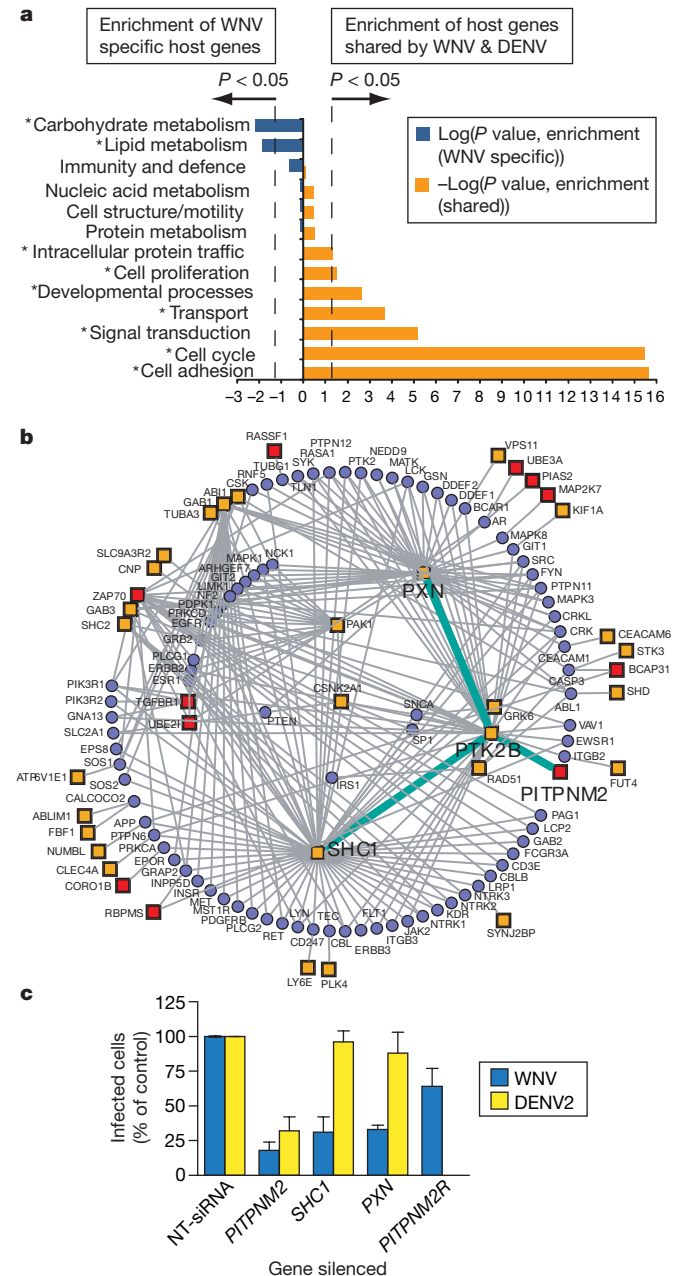 a
Enrichment of WNV
specific host genes
Enrichment of host genes
shared by WNV & DENV
P < 0.05
P < 0.05
*Carbohydrate metabolism
*Lipid metabolism
Immunity and defence
Nucleic acid metabolism
Cell structure/motility
Protein metabolism
* Intracellular protein traffic
*Cell proliferation
*Developmental processes
* Transport
*Signal transduction
*Cell cycle
*Cell adhesion
Log(P value, enrichment
(WNV specific))
–Log(P value, enrichment
(shared))
–3 –2 –1 0 1 2 3 4 5 6 7 8 9 10 11 12 13 14 15 16
b
RASSF1
TUBG1
SYK
RASA1
PTPN12
PTK2
NEDD9
MATK
LCK
GSN
DDEF2
DDEF1
BCAR1
AR
VPS11
UBE3A
PIAS2
MAP2K7
KIF1A
RNF5
TLN1
CSK
ABI1
GAB1
TUBA3
MAPK8
GIT1
SRC
FYN
PTPN11
MAPK3
CRKL
CRK
CEACAM1
CASP3
ABL1
SLC9A3R2
CNP
ZAP70
GAB3
SHC2
NCK1
MAPK1
ARHGEF7
GIT2
LIMK1
NF2
PDPK1
PRKCD
EGFR
GRB2
PLCG1
ERBB2
ESR1
TGFBR1
UBE2I
PXN
PAK1
CSNK2A1
PTEN
SNCA
SP1
GRK6
PTK2B
RAD51
PITPNM2
IRS1
SHC1
CEACAM6
STK3
BCAP31
SHD
VAV1
EWSR1
ITGB2
FUT4
PIK3R1
PIK3R2
GNA13
SLC2A1
EPS8
SOS1
SOS2
ATP6V1E1
CALCOCO2
ABLIM1
FBF1
NUMBL
CLEC4A
CORO1B
RBPMS
APP
PTPN6
PRKCA
EPOR
GRAP2
INPP5D
INSR
MET
MST1R
PDGFRB
PLCG2
RET
LYN
CD247
TEC
CBL
FLT1
ERBB3
ITGB3
JAK2
NTRK1
KDR
NTRK2
NTRK3
LRP1
CBLB
CD3E
FCGR3A
GAB2
LCP2
PAG1
SYNJ2BP
LY6E
PLK4
c
Infected cells
(% of control)
125
100
75
50
25
0
WNV
DENV2
NT-siRNA
PITPNM2
SHC1
PXN
PITPNM2R
Gene silenced